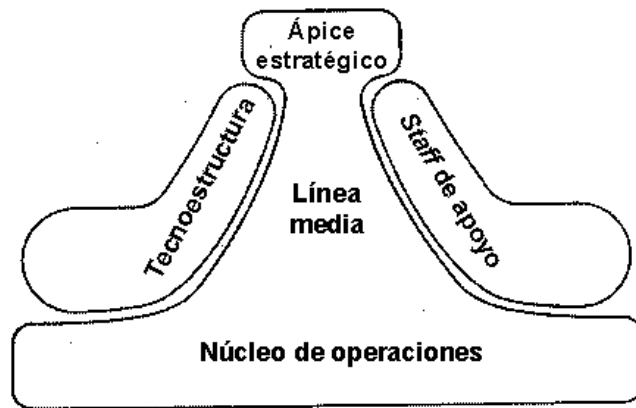 Ápice
estratégico
Tecnoestructura
Staff de apoyo
Línea
media
Núcleo de operaciones